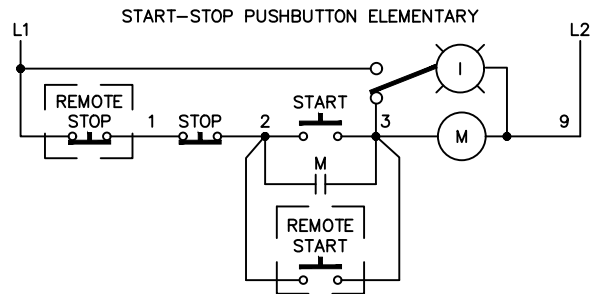 START-STOP PUSHBUTTON ELEMENTARY
L1
L2
I
REMOTE
STOP
1
STOP
2
START
3
M
9
M
REMOTE
START